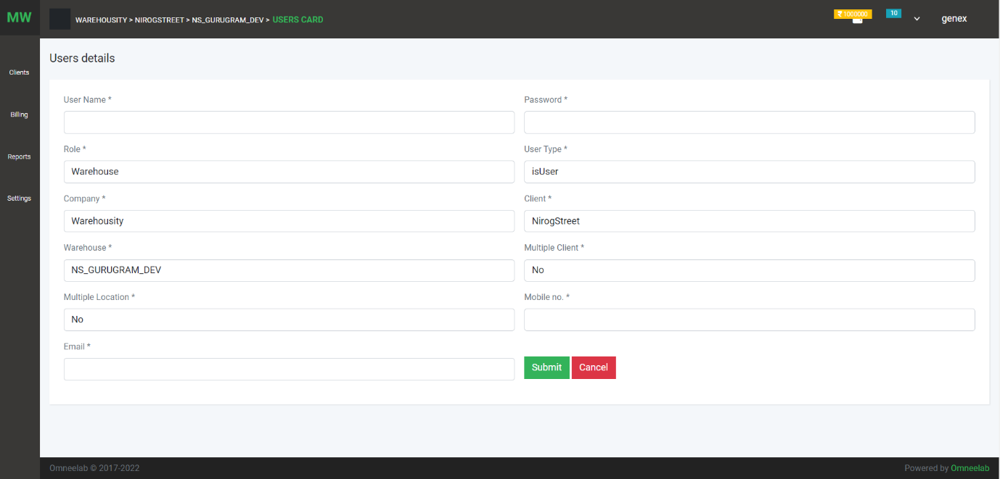 MW
WAREHOUSITY > NIROGSTREET > NS_GURUGRAM_DEV > USERS CARD
₹ 1000000
10
genex
Clients
Billing
Reports
Settings
Users details
User Name *
Password *
Role *
User Type *
Warehouse
isUser
Company *
Client *
Warehousity
NirogStreet
Warehouse *
Multiple Client *
NS_GURUGRAM_DEV
No
Multiple Location *
Mobile no. *
No
Email *
Submit
Cancel
Omneelab © 2017-2022
Powered by Omneelab